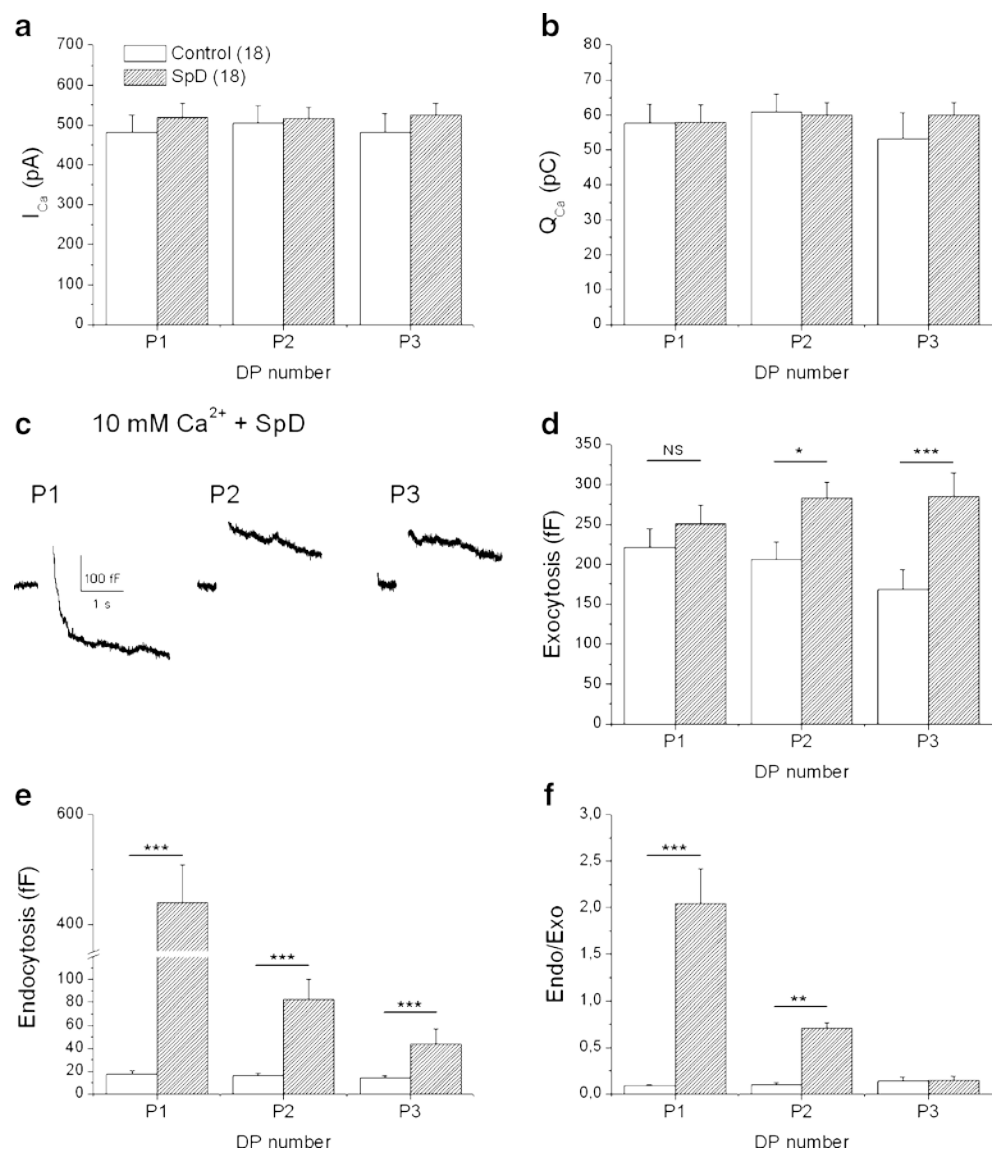 a
700
600
500
400
300
200
100
0
I_Ca (pA)
Control (18)
SpD (18)
P1 P2 P3
DP number
b
80
70
60
50
40
30
20
10
0
Q_Ca (pC)
P1 P2 P3
DP number
c
10 mM Ca²⁺ + SpD
P1 P2 P3
100 fF
1 s
d
350
300
250
200
150
100
50
0
Exocytosis (fF)
NS * ***
P1 P2 P3
DP number
e
600
400
100
80
60
40
20
0
Endocytosis (fF)
*** *** ***
P1 P2 P3
DP number
f
3,0
2,5
2,0
1,5
1,0
0,5
0,0
Endo/Exo
*** **
P1 P2 P3
DP number